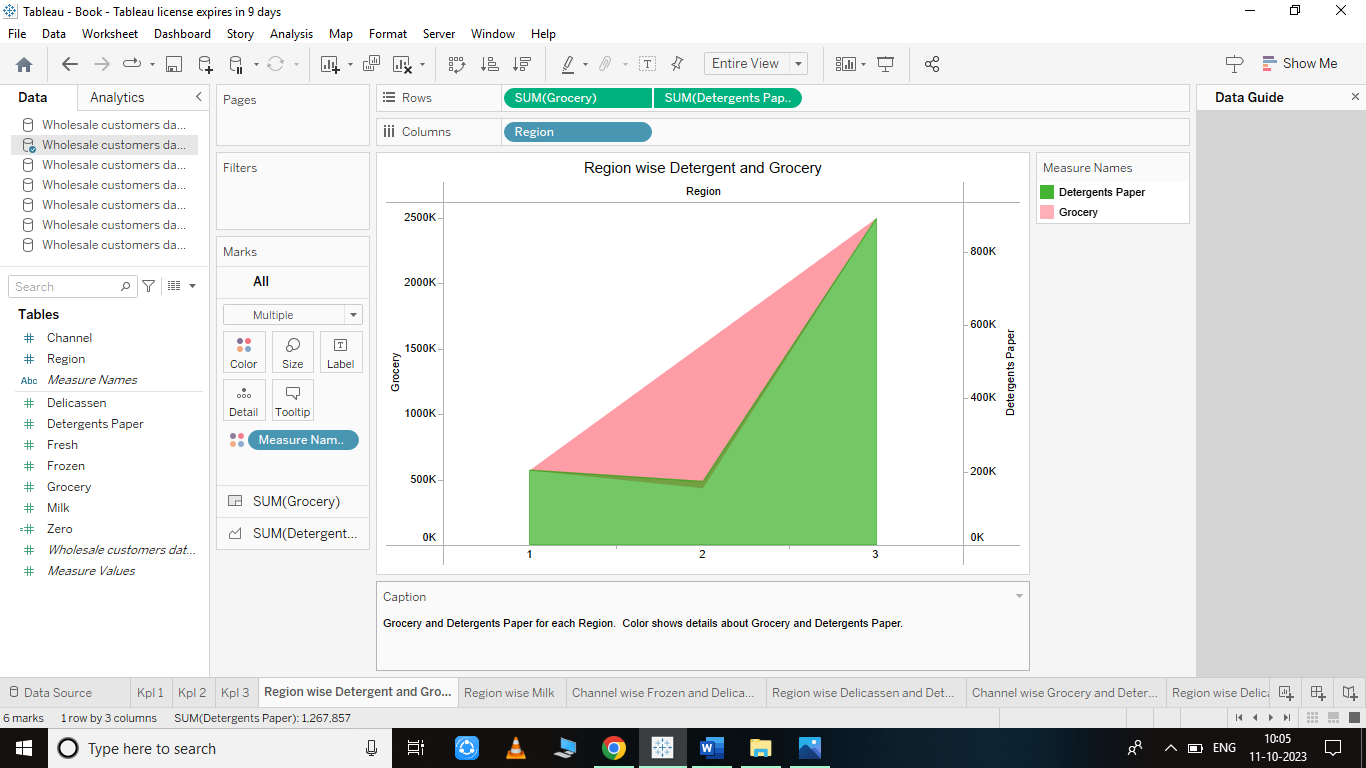 Tableau - Book - Tableau license expires in 9 days
File Data Worksheet Dashboard Story Analysis Map Format Server Window Help
Entire View
Show Me
Data Analytics
Wholesale customers da...
Wholesale customers da...
Wholesale customers da...
Wholesale customers da...
Wholesale customers da...
Wholesale customers da...
Wholesale customers da...
Search
Tables
Channel
Region
Abc Measure Names
Delicassen
Detergents Paper
Fresh
Frozen
Grocery
Milk
Zero
Wholesale customers dat...
Measure Values
Pages
Filters
Marks
All
Multiple
Color Size Label
Detail Tooltip
Measure Nam..
SUM(Grocery)
SUM(Detergent...
Rows SUM(Grocery) SUM(Detergents Pap..
Columns Region
Region wise Detergent and Grocery
Region
2500K
2000K
1500K
1000K
500K
0K
Grocery
800K
600K
400K
200K
0K
Detergents Paper
1 2 3
Caption
Grocery and Detergents Paper for each Region. Color shows details about Grocery and Detergents Paper.
Measure Names
Detergents Paper
Grocery
Data Guide
Data Source Kpl 1 Kpl 2 Kpl 3 Region wise Detergent and Gro... Region wise Milk Channel wise Frozen and Delica... Region wise Delicassen and Det... Channel wise Grocery and Deter... Region wise Delica
6 marks 1 row by 3 columns SUM(Detergents Paper): 1,267,857
Type here to search
ENG
10:05
11-10-2023